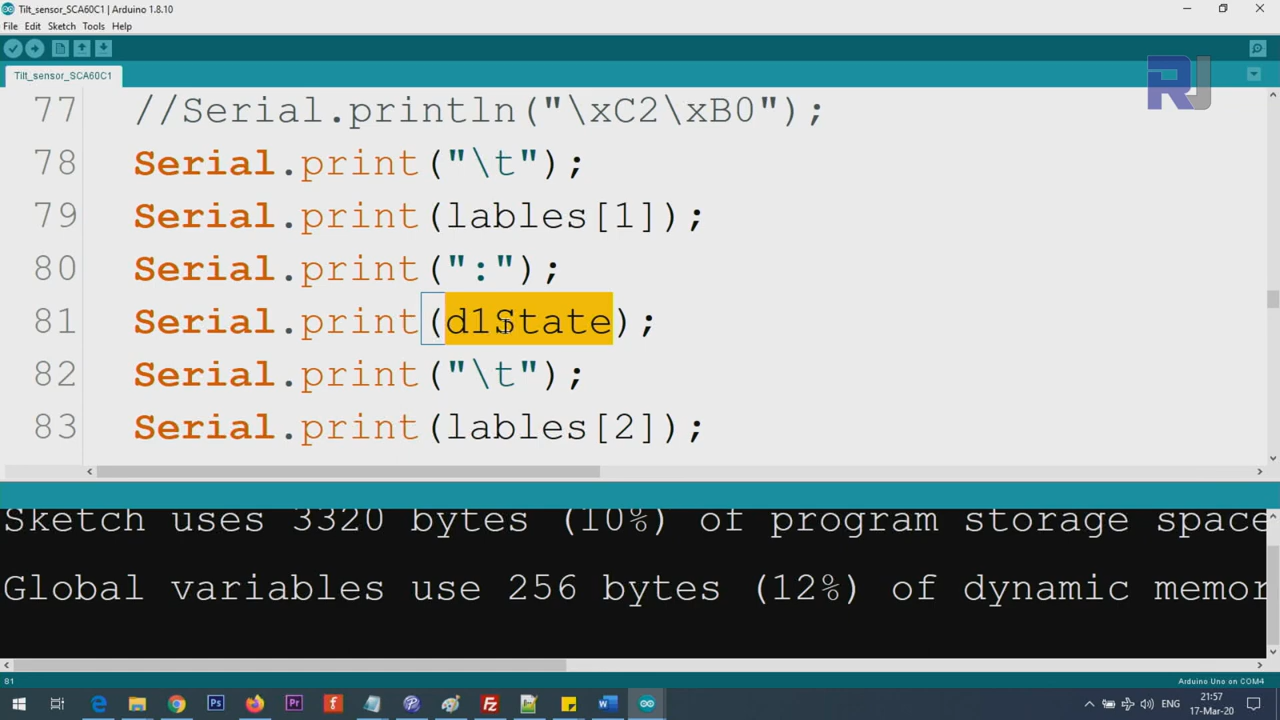 Tilt_sensor_SCA60C1 | Arduino 1.8.10
File Edit Sketch Tools Help
Tilt_sensor_SCA60C1
RJ
77 //Serial.println("\xC2\xB0");
78 Serial.print("\t");
79 Serial.print(lables[1]);
80 Serial.print(":");
81 Serial.print(d1State);
82 Serial.print("\t");
83 Serial.print(lables[2]);
Sketch uses 3320 bytes (10%) of program storage space
Global variables use 256 bytes (12%) of dynamic memor
81
Arduino Uno on COM4
ENG
21:57
17-Mar-20